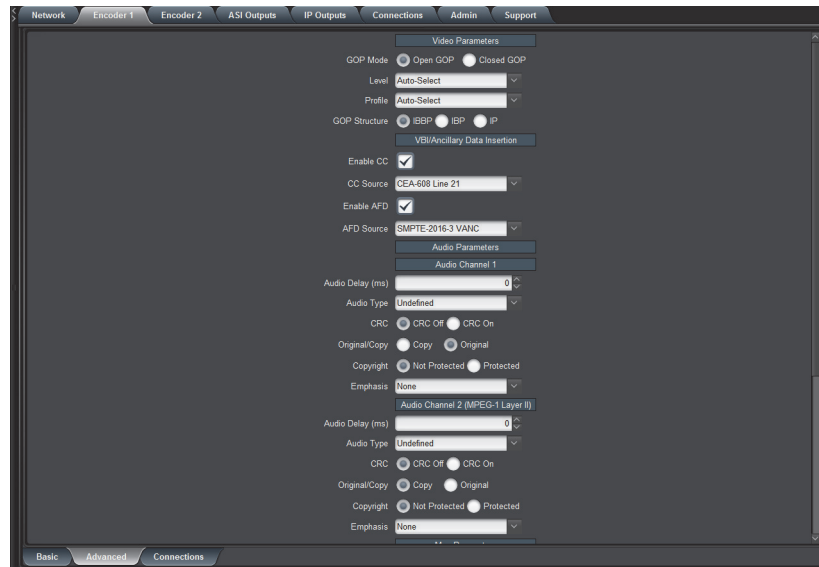 Network Encoder 1 Encoder 2 ASI Outputs IP Outputs Connections Admin Support
Video Parameters
GOP Mode Open GOP Closed GOP
Level Auto-Select
Profile Auto-Select
GOP Structure IBBP IBP IP
VBI/Ancillary Data Insertion
Enable CC
CC Source CEA-608 Line 21
Enable AFD
AFD Source SMPTE-2016-3 VANC
Audio Parameters
Audio Channel 1
Audio Delay (ms) 0
Audio Type Undefined
CRC CRC Off CRC On
Original/Copy Copy Original
Copyright Not Protected Protected
Emphasis None
Audio Channel 2 (MPEG-1 Layer II)
Audio Delay (ms) 0
Audio Type Undefined
CRC CRC Off CRC On
Original/Copy Copy Original
Copyright Not Protected Protected
Emphasis None
Basic Advanced Connections